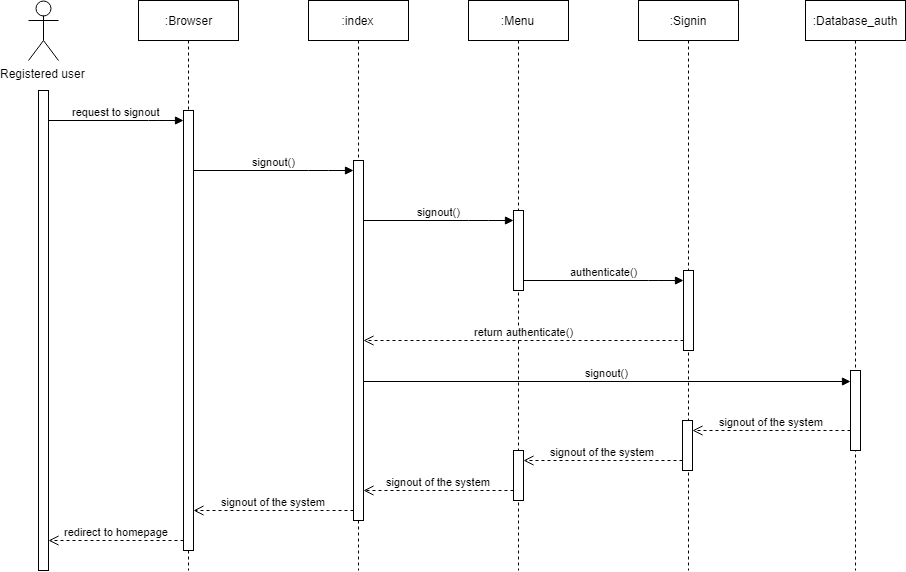 :Browser
:index
:Menu
:Signin
:Database_auth
Registered user
request to signout
signout()
signout()
authenticate()
return authenticate()
signout()
signout of the system
signout of the system
signout of the system
signout of the system
redirect to homepage